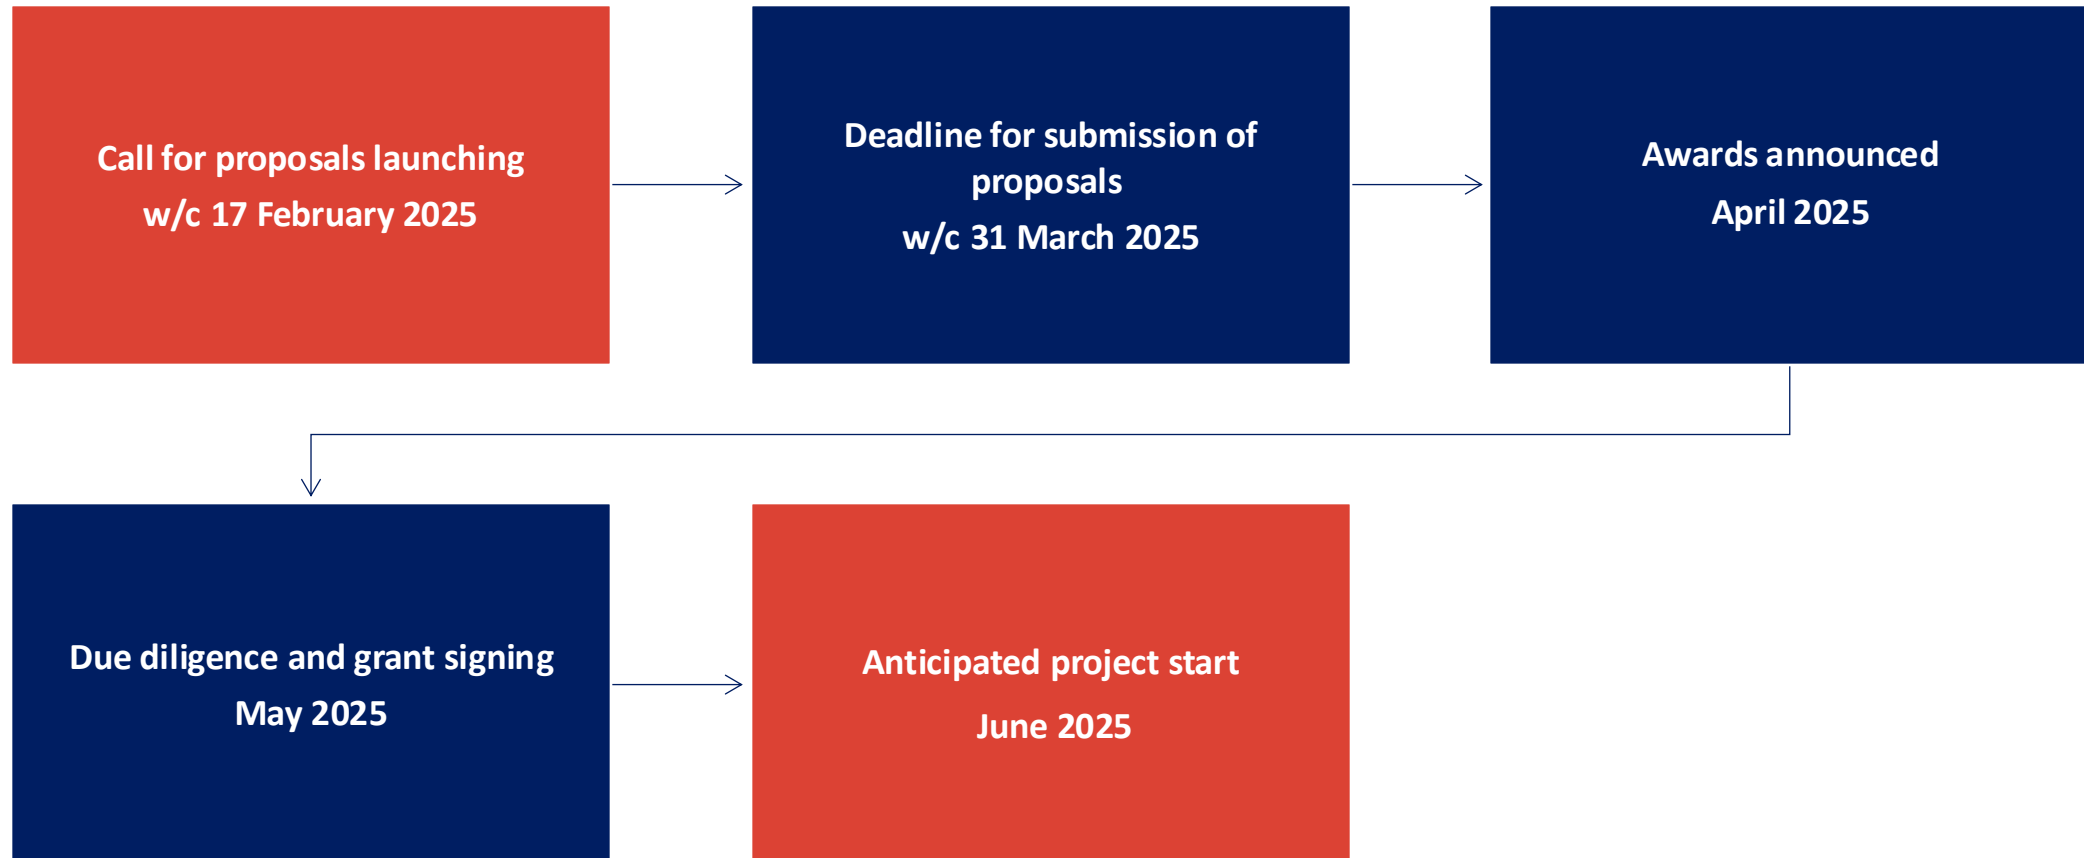 Call for proposals launching
w/c 17 February 2025
Deadline for submission of
proposals
w/c 31 March 2025
Awards announced
April 2025
Due diligence and grant signing
May 2025
Anticipated project start
June 2025